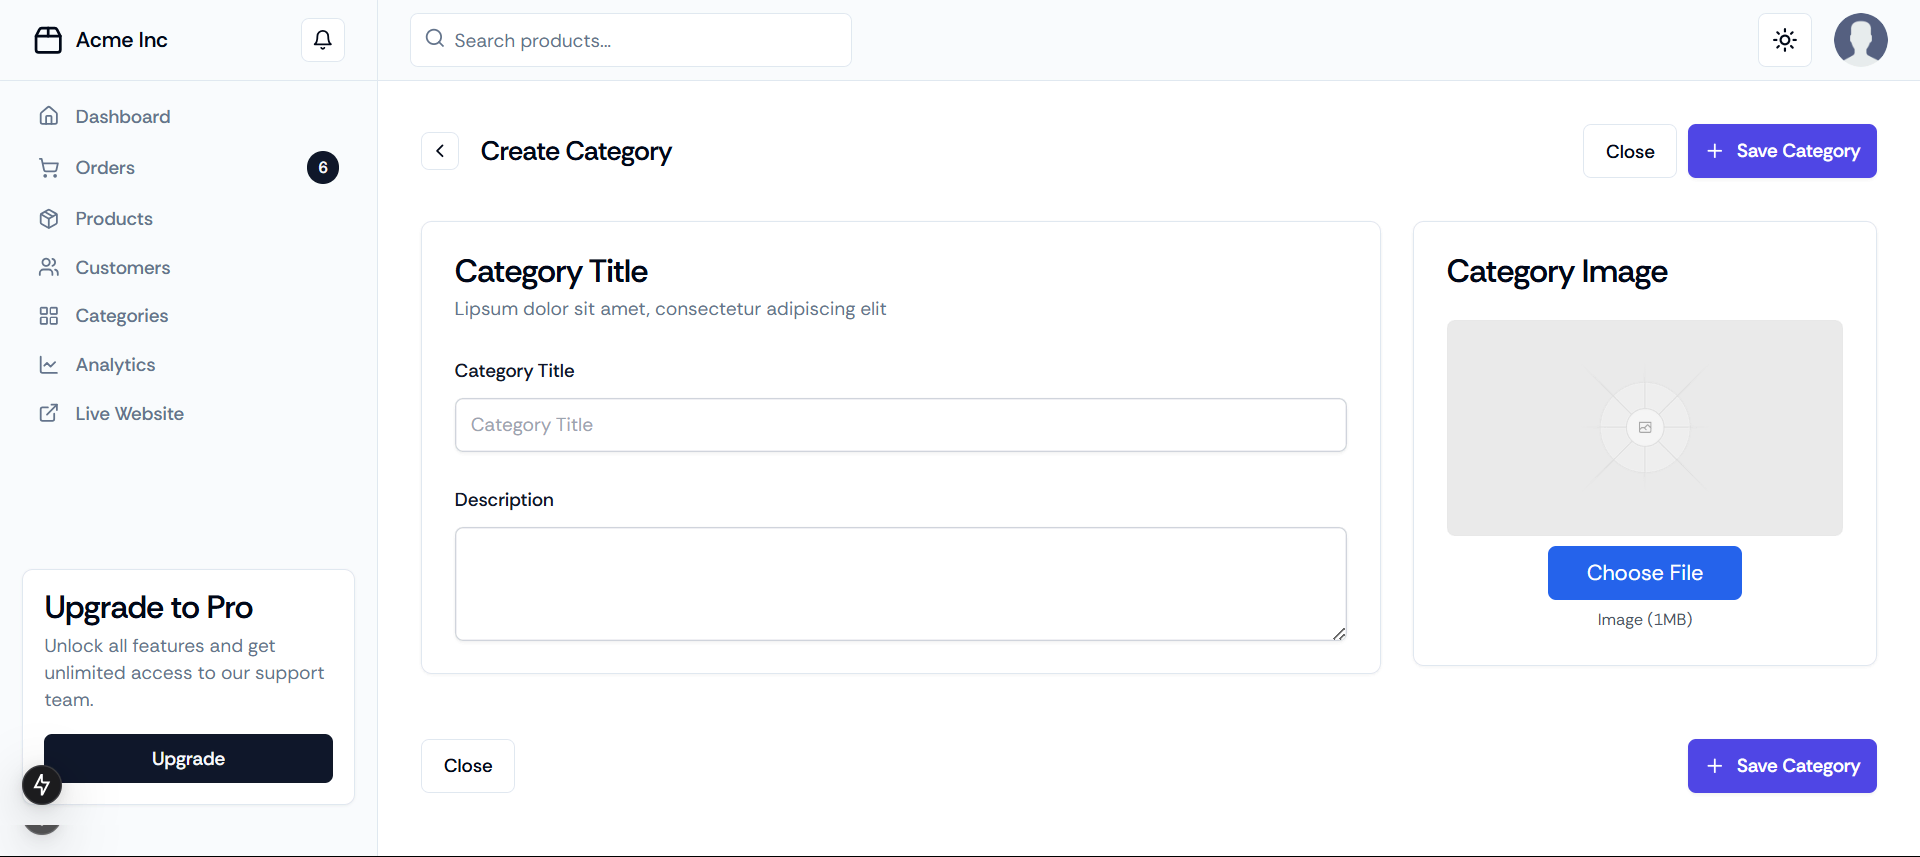 Acme Inc
Search products...
Dashboard
Orders
6
Products
Customers
Categories
Analytics
Live Website
Upgrade to Pro
Unlock all features and get
unlimited access to our support
team.
Upgrade
Create Category
Close
Save Category
Category Title
Lipsum dolor sit amet, consectetur adipiscing elit
Category Title
Category Title
Description
Category Image
Choose File
Image (1MB)
Close
Save Category